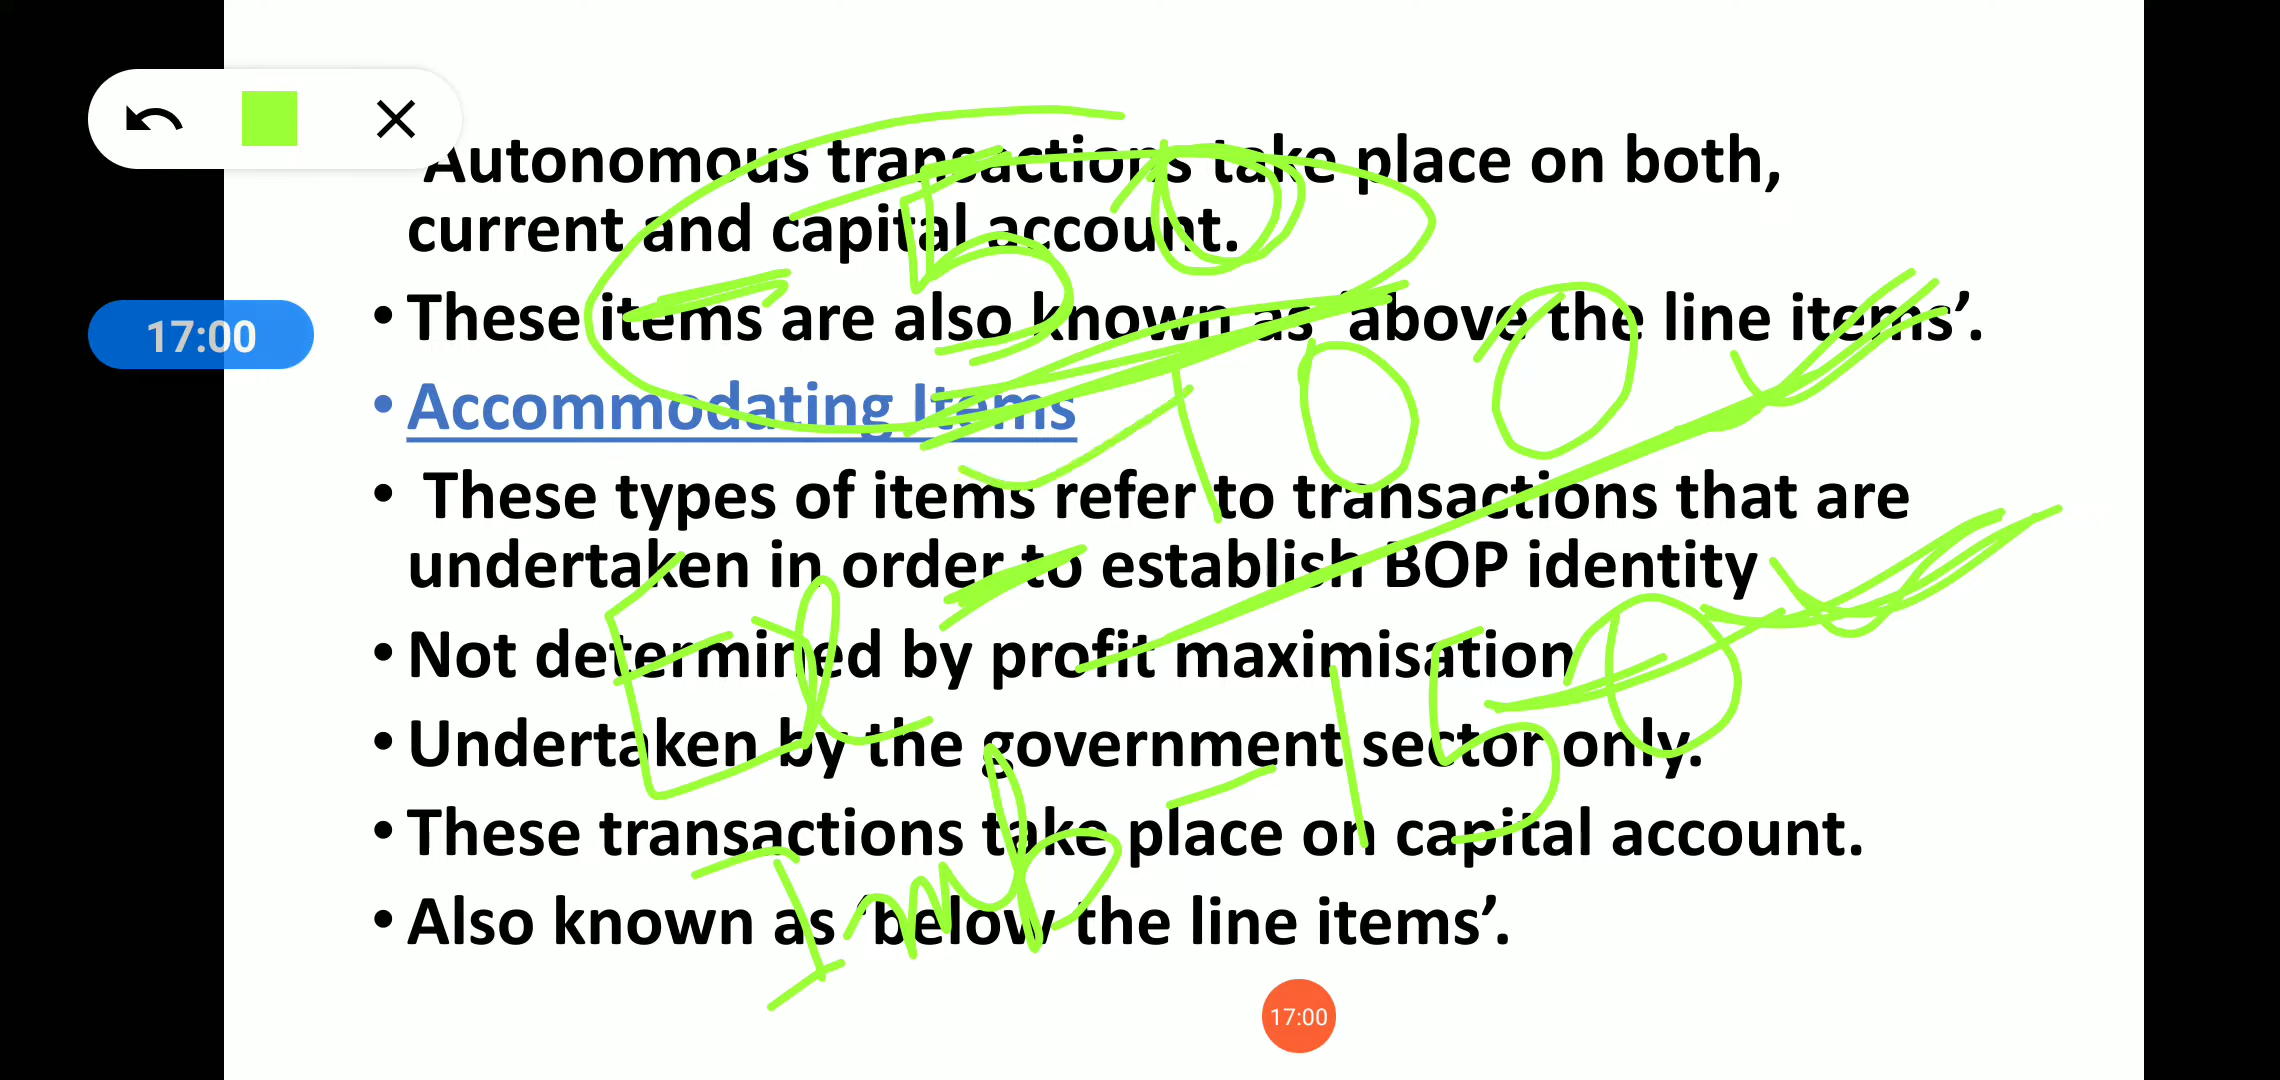 Autonomous transactions take place on both,
current and capital account.
• These items are also known as 'above the line items'.
• Accommodating Items
• These types of items refer to transactions that are
undertaken in order to establish BOP identity
• Not determined by profit maximisation
• Undertaken by the government sector only.
• These transactions take place on capital account.
• Also known as 'below the line items'.
17:00
17:00
- 50
100
150